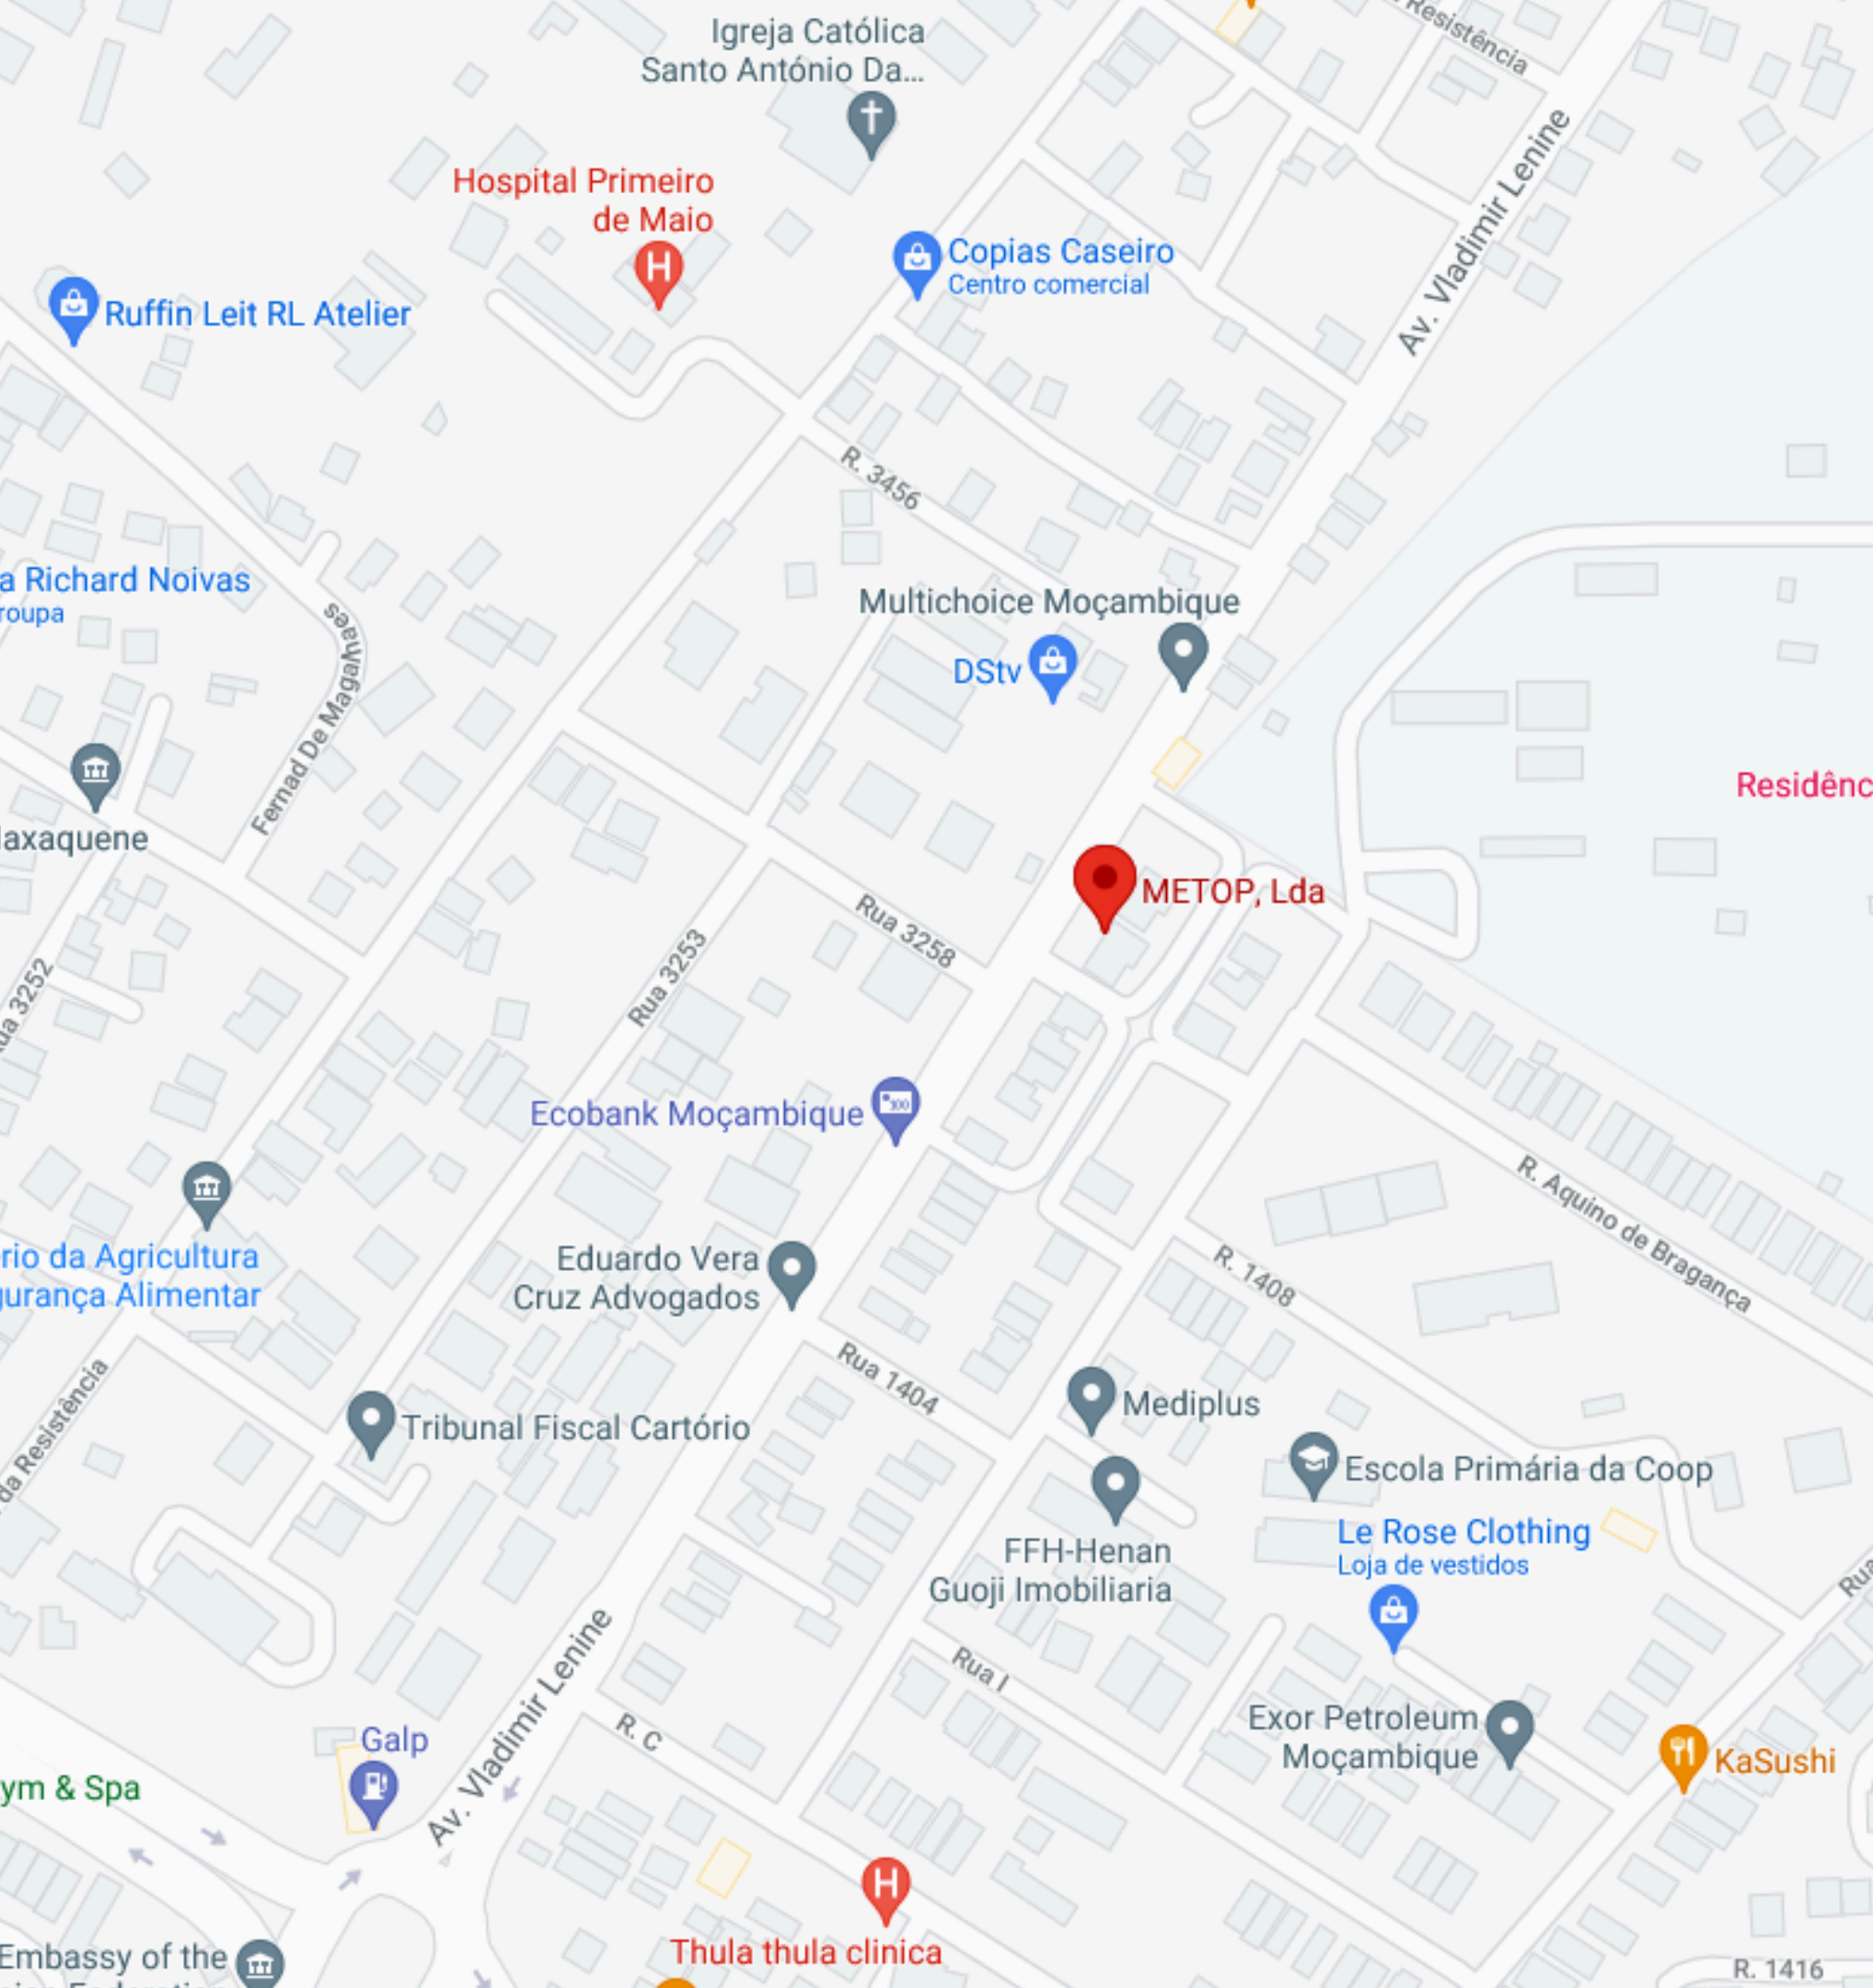 Resistência
Igreja Católica
Santo António Da...
Hospital Primeiro
de Maio
H
Av. Vladimir Lenine
Copias Caseiro
Centro comercial
Ruffin Leit RL Atelier
R. 3456
a Richard Noivas
roupa
Multichoice Moçambique
DStv
Fernad De Magalhaes
Residênc
axaquene
METOP, Lda
Rua 3258
Rua 3253
ua 3252
Ecobank Moçambique
R. Aquino de Bragança
rio da Agricultura
gurança Alimentar
Eduardo Vera
Cruz Advogados
R. 1408
Rua 1404
da Resistência
Tribunal Fiscal Cartório
Mediplus
Escola Primária da Coop
FFH-Henan
Guoji Imobiliaria
Le Rose Clothing
Loja de vestidos
Rua
Rua I
Av. Vladimir Lenine
R. C
Exor Petroleum
Moçambique
Galp
KaSushi
ym & Spa
H
Thula thula clinica
Embassy of the
R. 1416